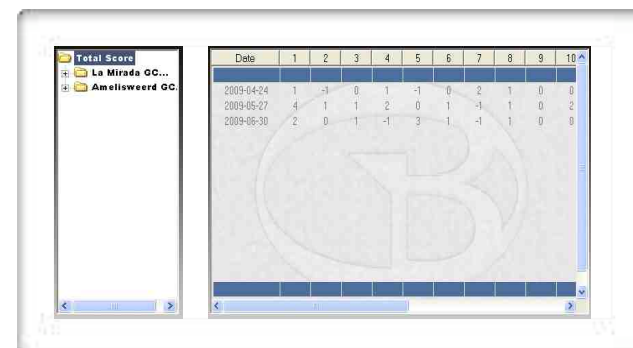 Total Score
La Mirada GC...
Amelisweerd GC.
Date 1 2 3 4 5 6 7 8 9 10
2009-04-24 1 -1 0 1 -1 0 2 1 0 0
2009-05-27 4 1 1 2 0 1 -1 1 0 2
2009-06-30 2 0 1 -1 3 1 -1 1 0 0